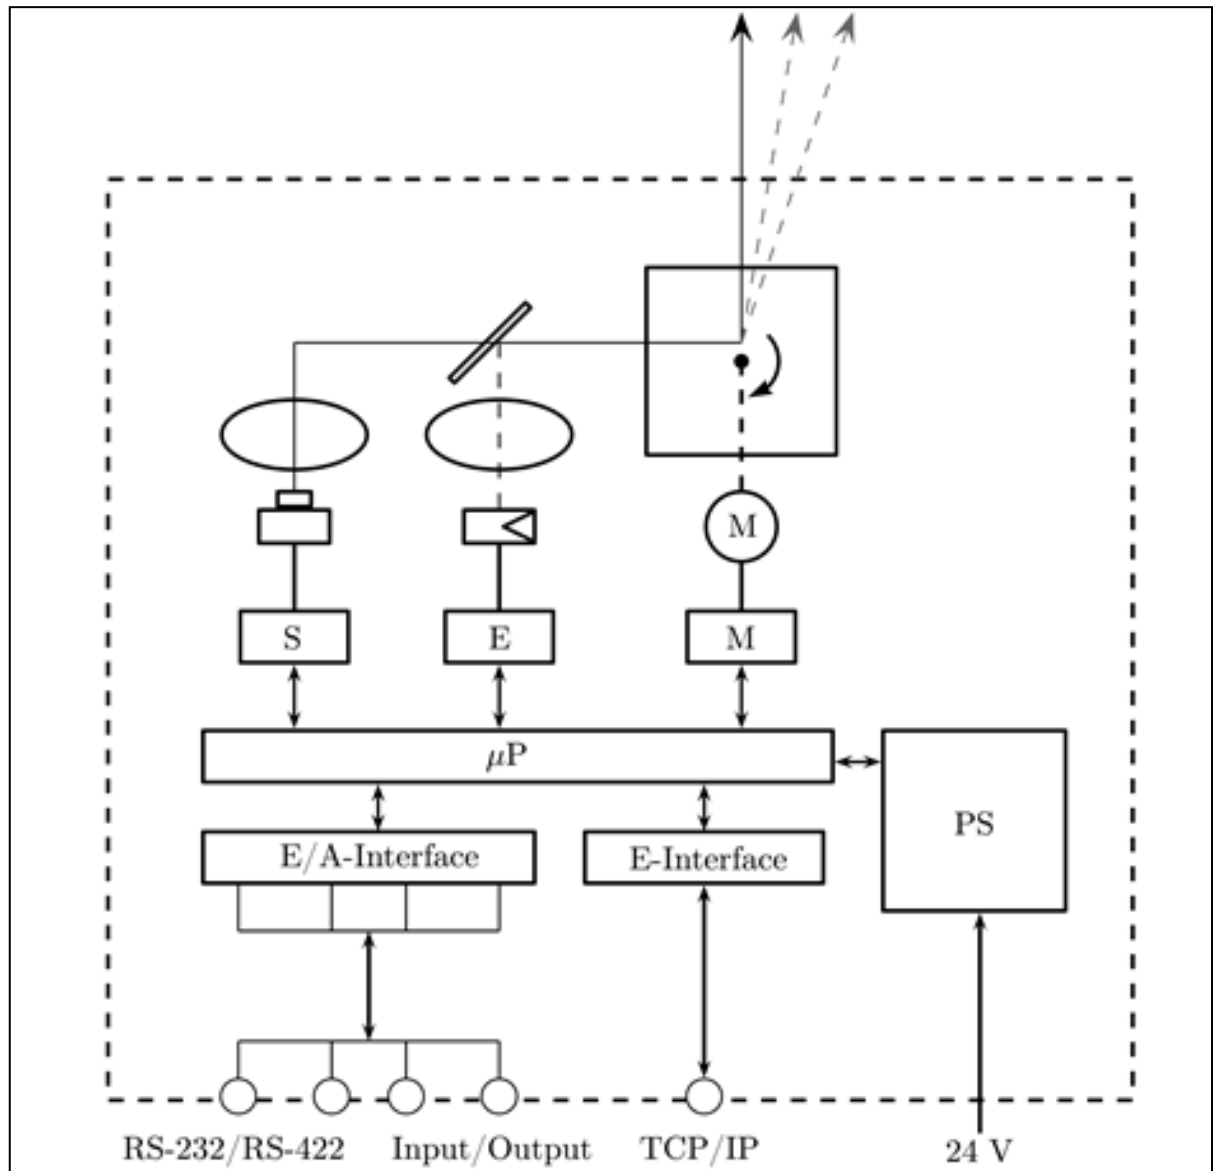 M
S
E
M
μP
PS
E/A-Interface
E-Interface
RS-232/RS-422
Input/Output
TCP/IP
24 V